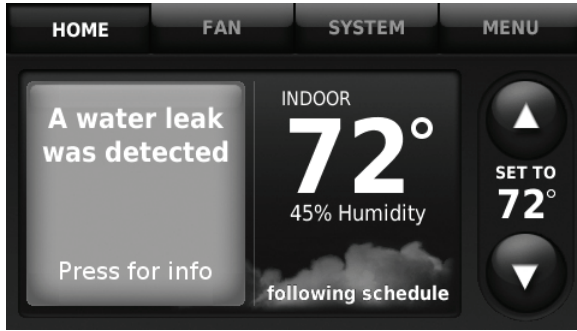 HOME
FAN
SYSTEM
MENU
A water leak
was detected
Press for info
INDOOR
72°
45% Humidity
following schedule
SET TO
72°